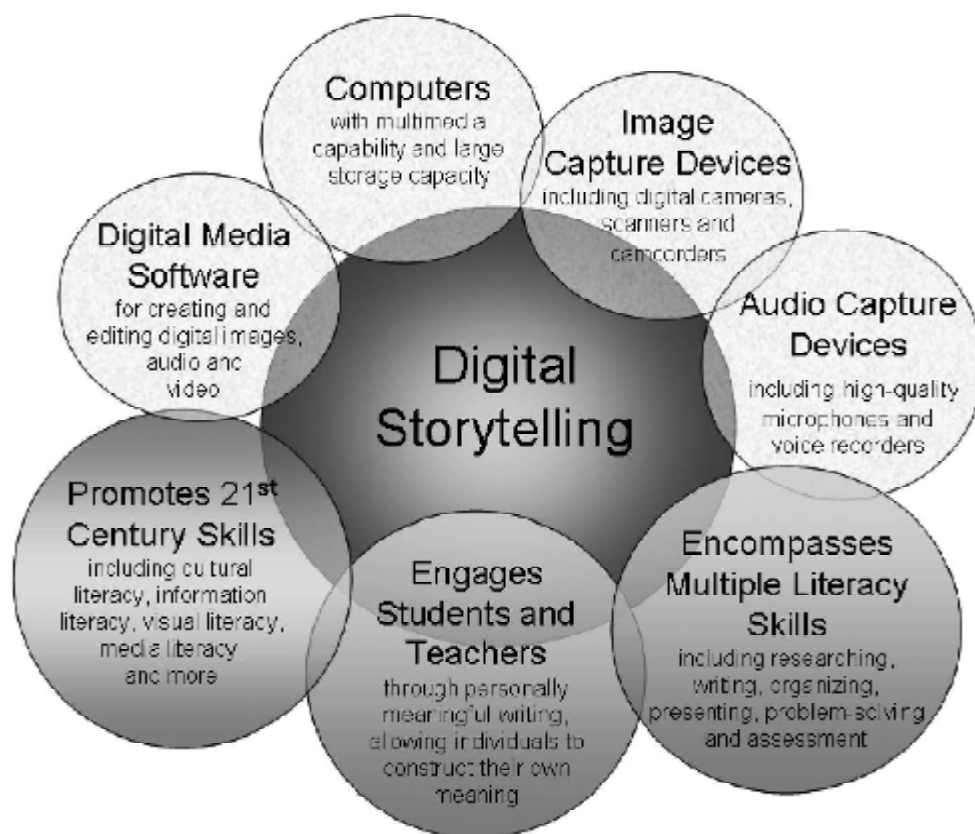 Computers
with multimedia
capability and large
storage capacity
Image
Capture Devices
including digital cameras,
scanners and
camcorders
Digital Media
Software
for creating and
editing digital images,
audio and
video
Audio Capture
Devices
including high-quality
microphones and
voice recorders
Digital
Storytelling
Promotes 21st
Century Skills
including cultural
literacy, information
literacy, visual literacy,
media literacy
and more
Engages
Students and
Teachers
through personally
meaningful writing,
allowing individuals to
construct their own
meaning
Encompasses
Multiple Literacy
Skills
including researching,
writing, organizing,
presenting, problem-solving
and assessment